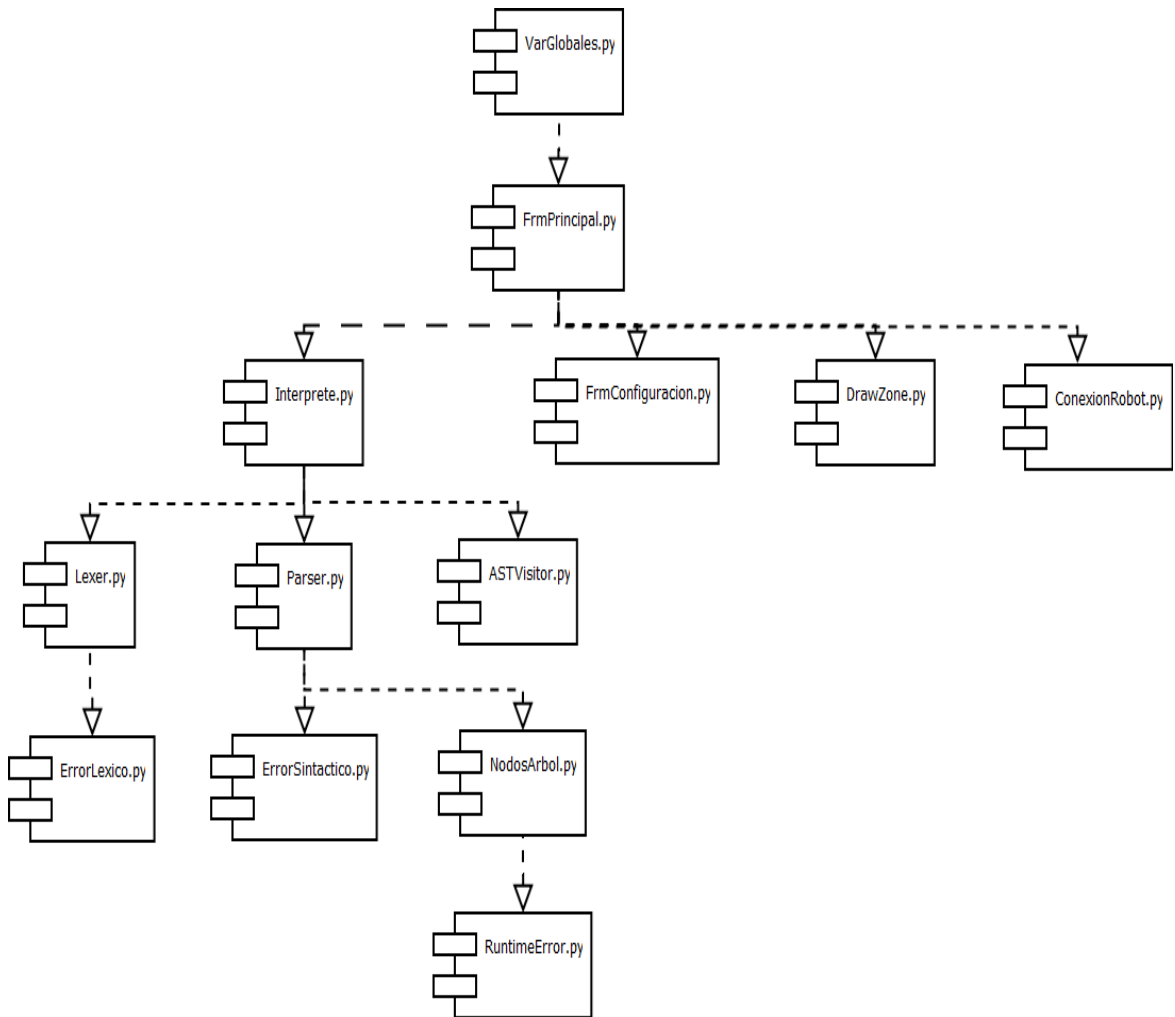 VarGlobales.py
FrmPrincipal.py
Interprete.py
FrmConfiguracion.py
DrawZone.py
ConexionRobot.py
Lexer.py
Parser.py
ASTVisitor.py
ErrorLexico.py
ErrorSintactico.py
NodosArbol.py
RuntimeError.py